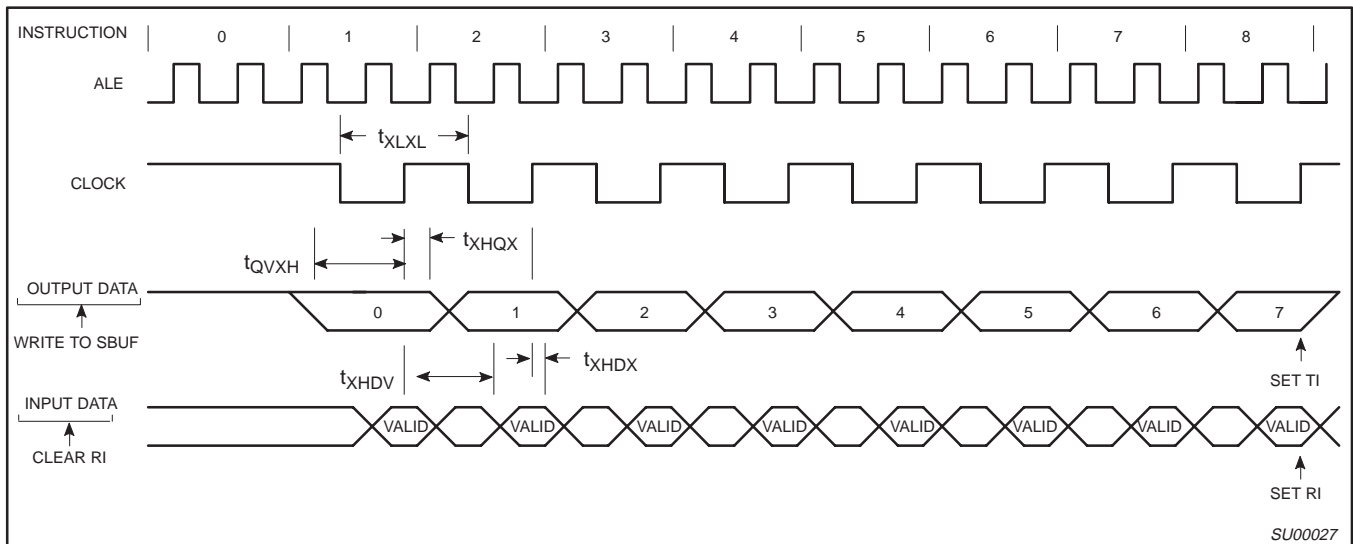 INSTRUCTION 0 1 2 3 4 5 6 7 8
ALE
tXLXL
CLOCK
tXHQX
tQVXH
OUTPUT DATA
0 1 2 3 4 5 6 7
WRITE TO SBUF
tXHDX
tXHDV
SET TI
INPUT DATA
VALID VALID VALID VALID VALID VALID VALID VALID
CLEAR RI
SET RI
SU00027